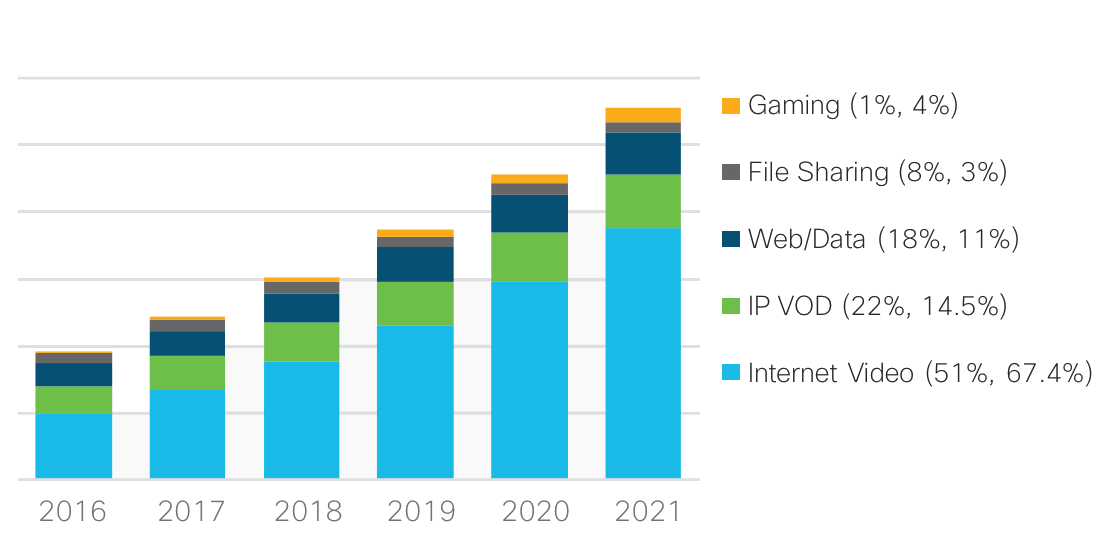 Gaming (1%, 4%)
File Sharing (8%, 3%)
Web/Data (18%, 11%)
IP VOD (22%, 14.5%)
Internet Video (51%, 67.4%)
2016 2017 2018 2019 2020 2021